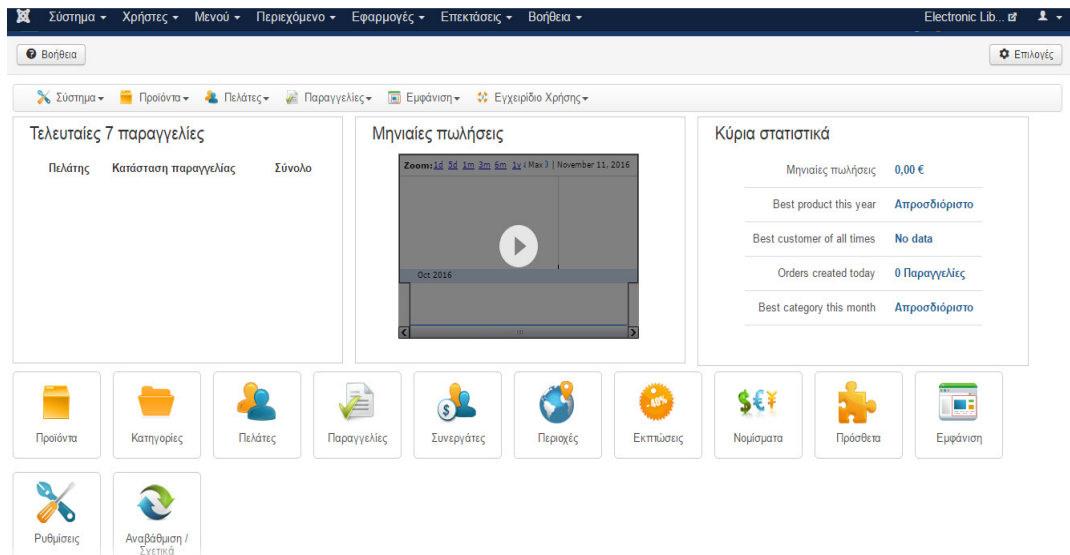 Σύστημα Χρήστες Μενού Περιεχόμενο Εφαρμογές Επεκτάσεις Βοήθεια Electronic Lib...
Βοήθεια Επιλογές
Σύστημα Προϊόντα Πελάτες Παραγγελίες Εμφάνιση Εγχειρίδιο Χρήσης
Τελευταίες 7 παραγγελίες
Πελάτης Κατάσταση παραγγελίας Σύνολο
Μηνιαίες πωλήσεις
Zoom: 1d 5d 1m 3m 6m 1y ( Max ) | November 11, 2016
Oct 2016
Κύρια στατιστικά
Μηνιαίες πωλήσεις 0,00 €
Best product this year Απροσδιόριστο
Best customer of all times No data
Orders created today 0 Παραγγελίες
Best category this month Απροσδιόριστο
Προϊόντα Κατηγορίες Πελάτες Παραγγελίες Συνεργάτες Περιοχές Εκπτώσεις Νομίσματα Πρόσθετα Εμφάνιση
Ρυθμίσεις Αναβάθμιση /
Σχετικά